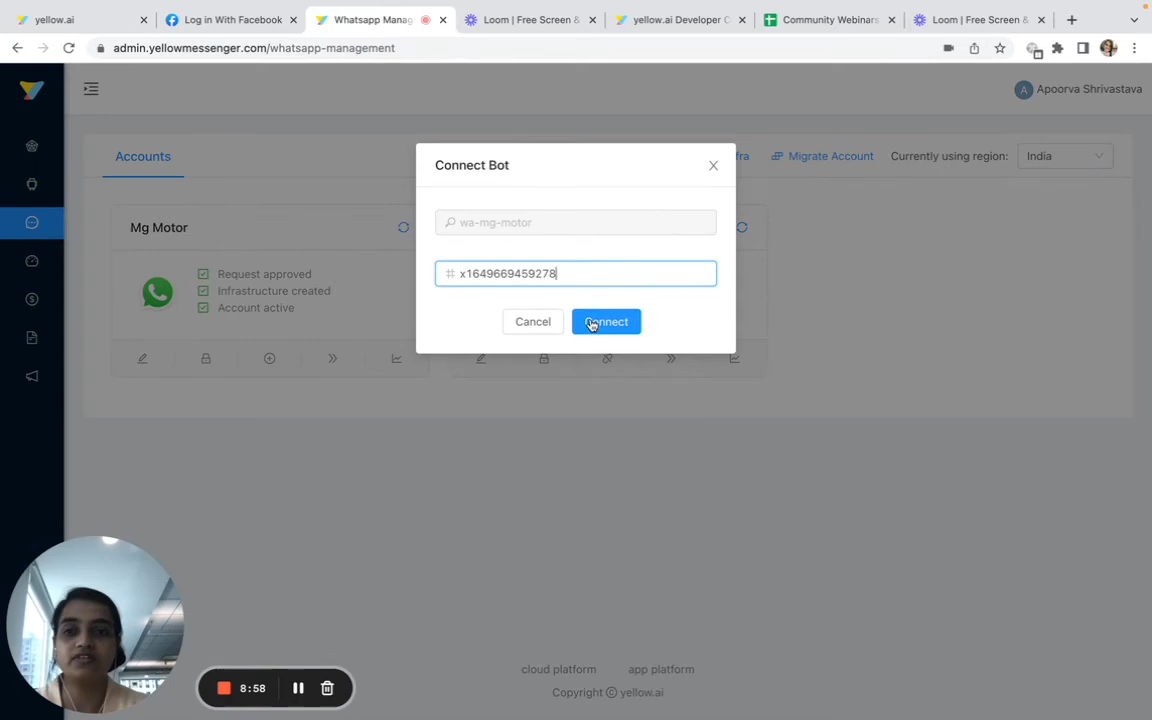 yellow.ai
Log in With Facebook
Whatsapp Manag
Loom | Free Screen &
yellow.ai Developer C
Community Webinars
Loom | Free Screen &
admin.yellowmessenger.com/whatsapp-management
A
Apoorva Shrivastava
Accounts
fra
Migrate Account
Currently using region:
India
Connect Bot
wa-mg-motor
x1649669459278
Cancel
Connect
Mg Motor
Request approved
Infrastructure created
Account active
8:58
cloud platform
app platform
Copyright © yellow.ai